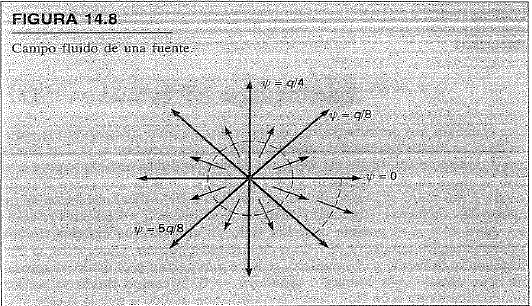 FIGURA 14.8
Campo fluido de una fuente.
ψ = q/4
ψ = q/8
ψ = 0
ψ = 5q/8